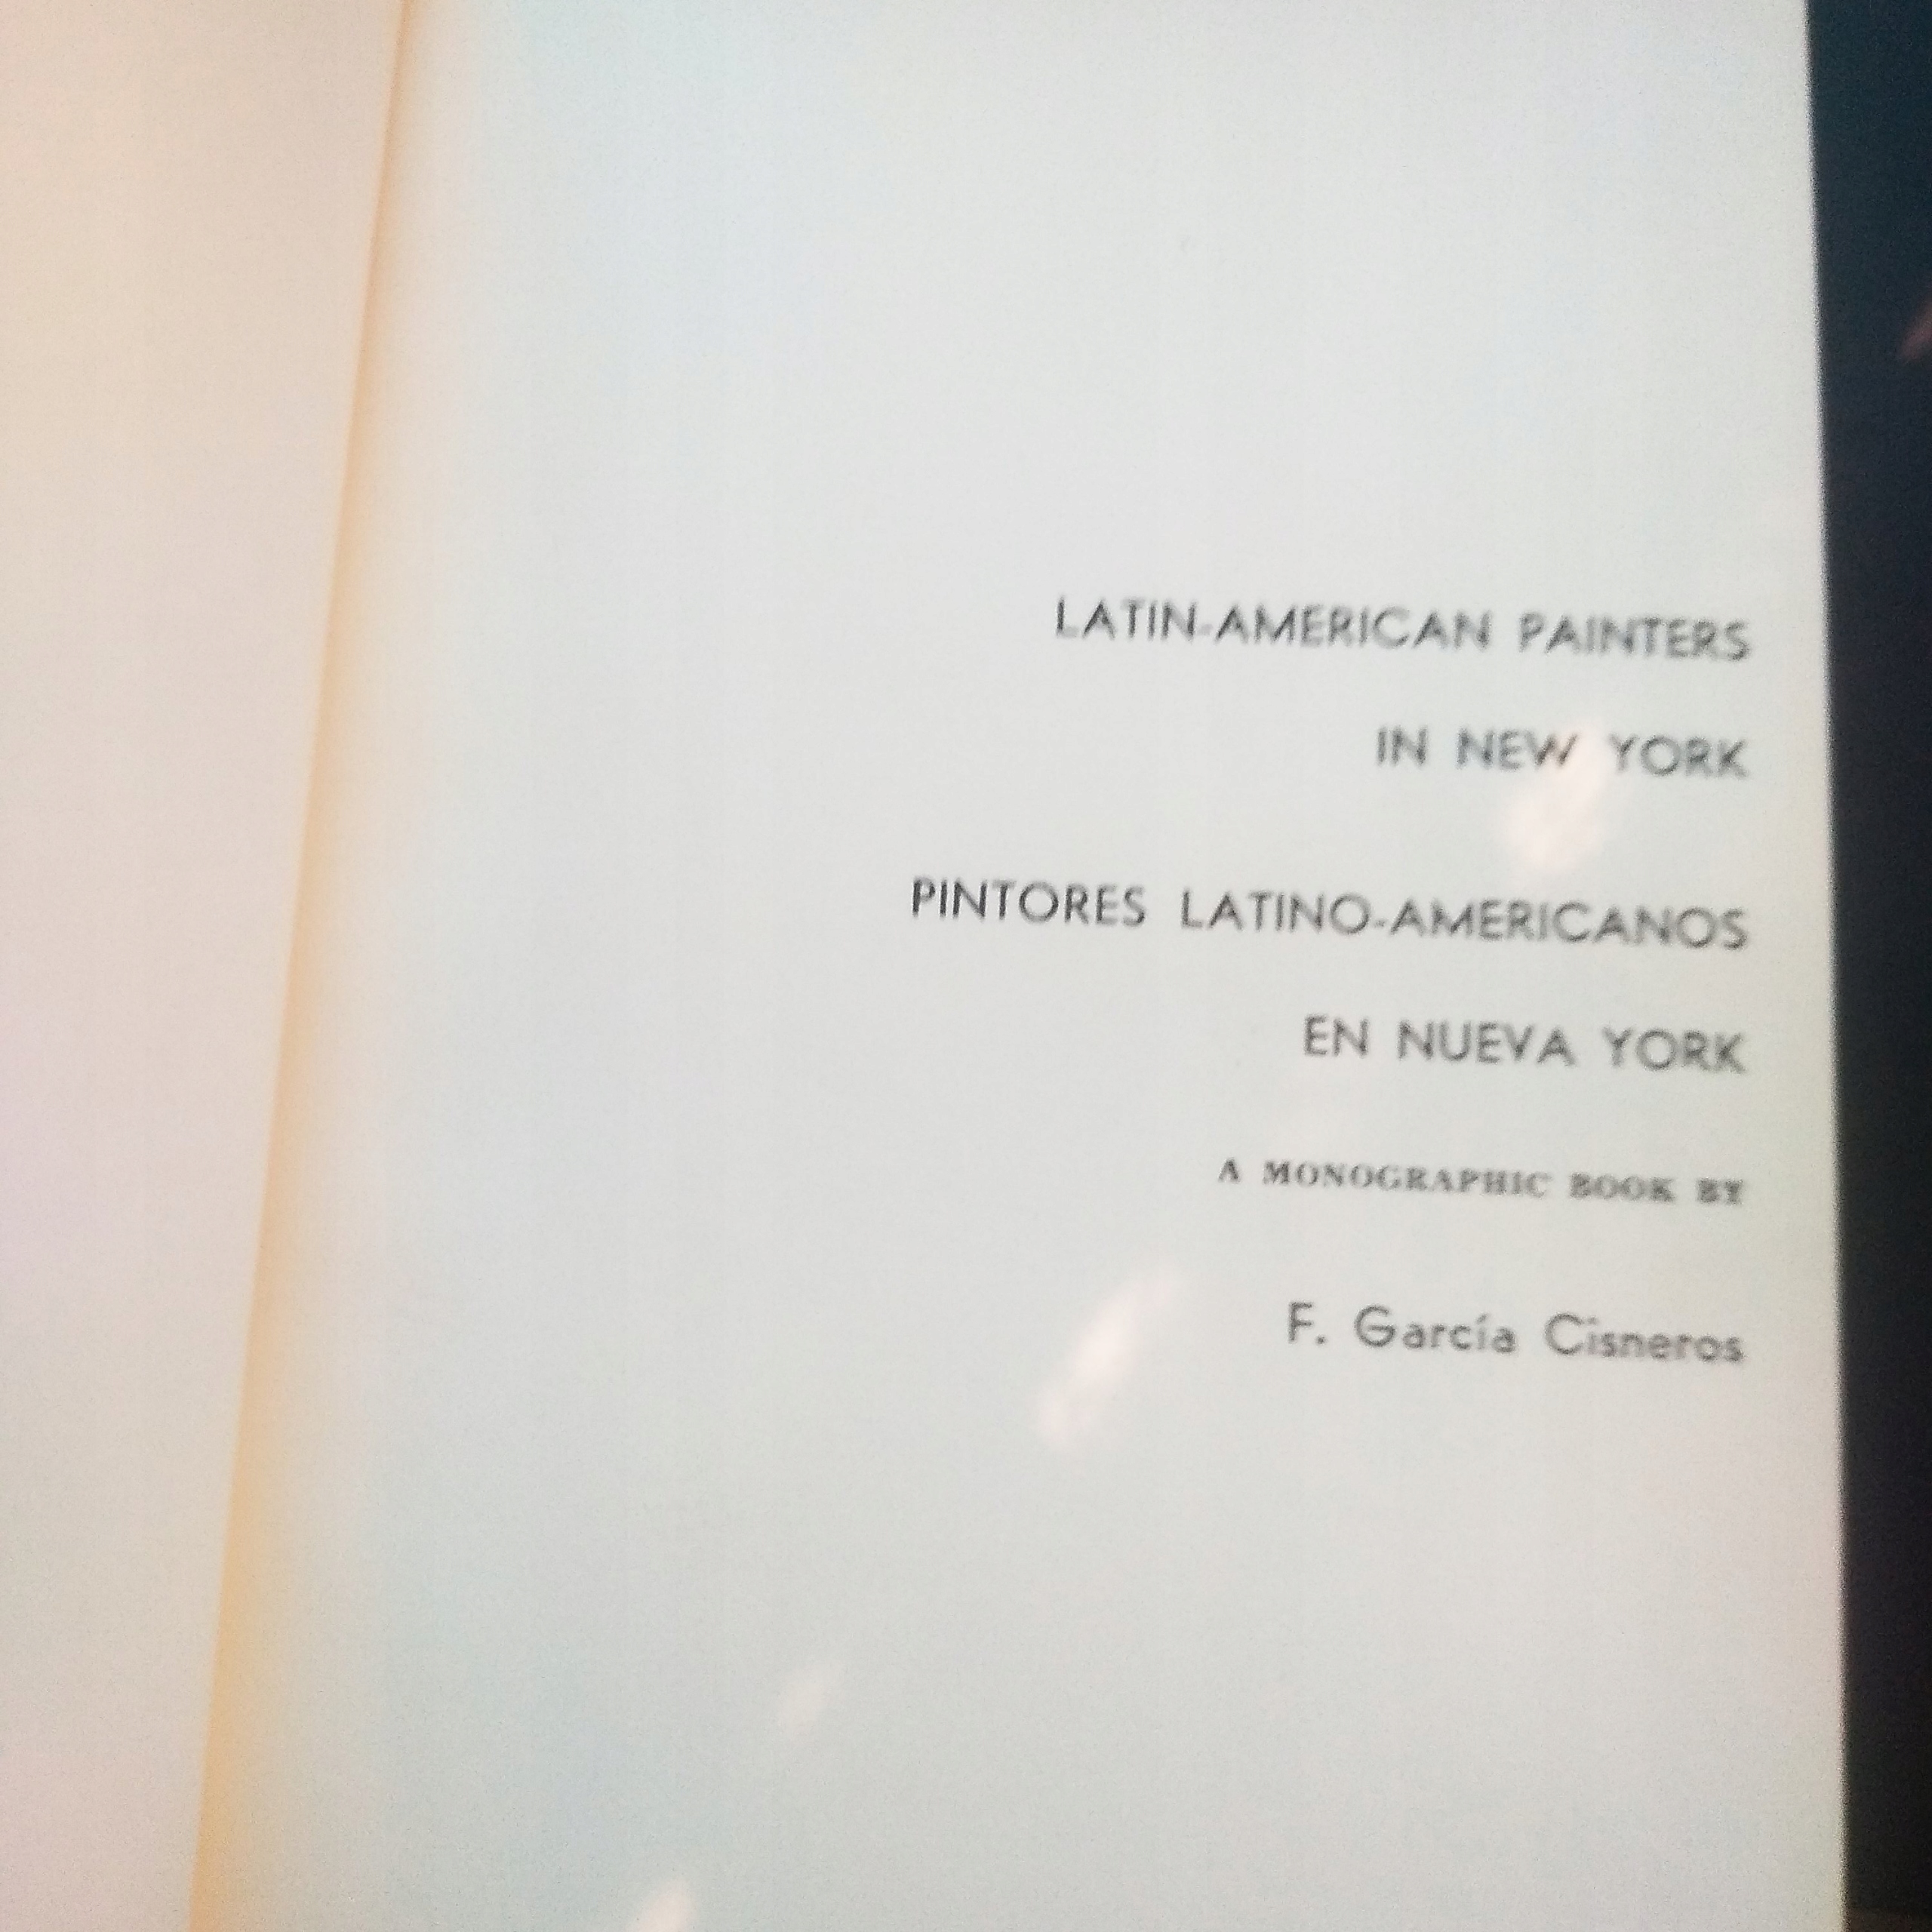 LATIN-AMERICAN PAINTERS
IN NEW YORK
PINTORES LATINO-AMERICANOS
EN NUEVA YORK
A MONOGRAPHIC BOOK BY
F. García Cisneros